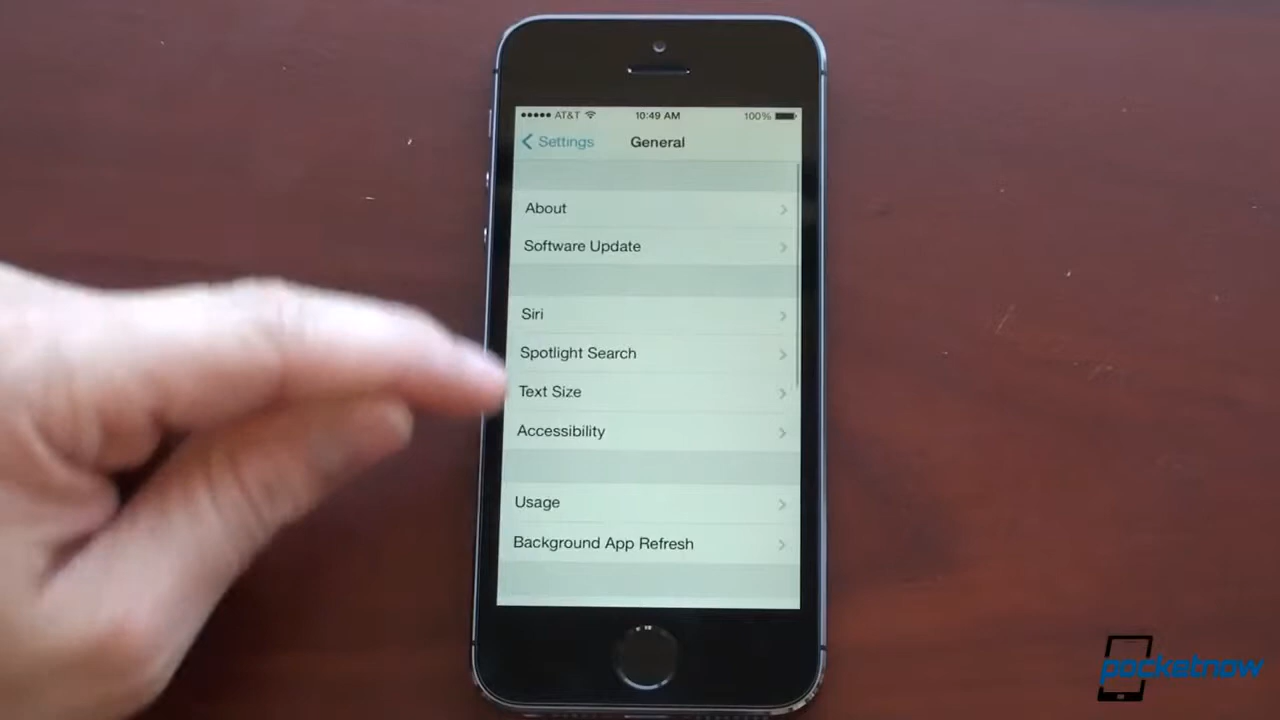 AT&T 10:49 AM 100%
Settings General
About
Software Update
Siri
Spotlight Search
Text Size
Accessibility
Usage
Background App Refresh
pocketnow